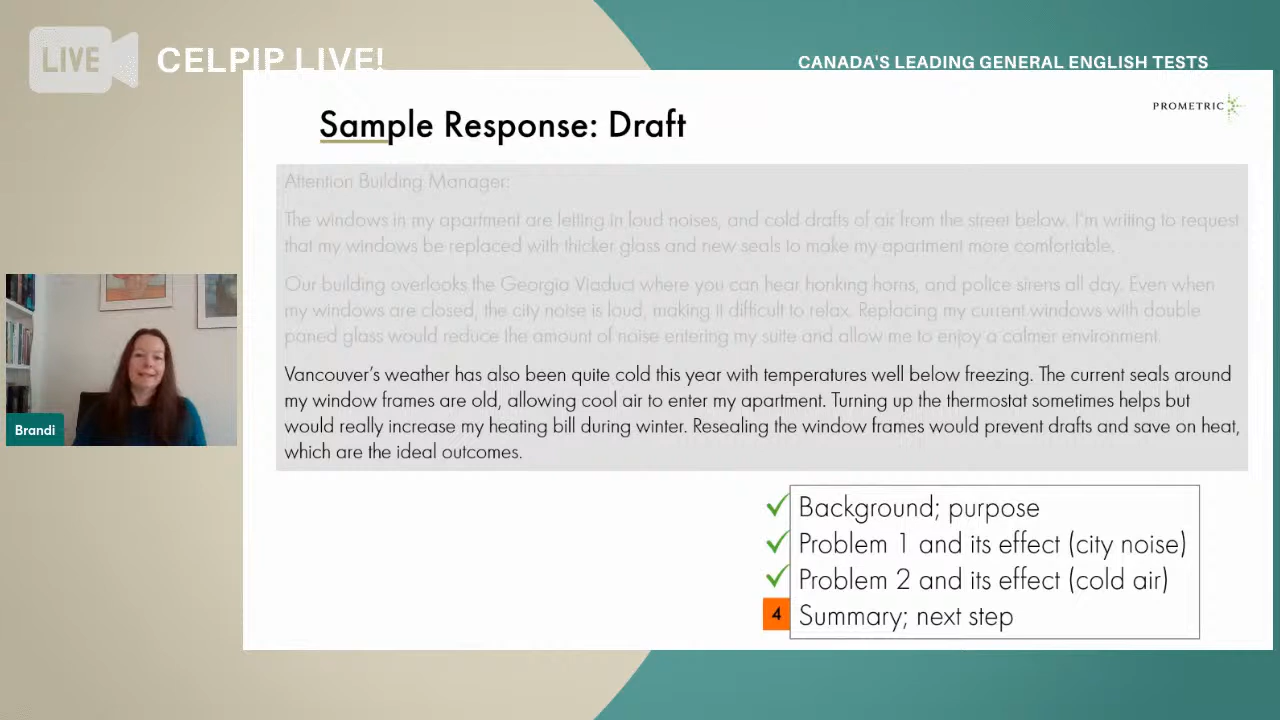 LIVE
CELPIP LIVE!
CANADA'S LEADING GENERAL ENGLISH TESTS
PROMETRIC
Sample Response: Draft
Attention Building Manager:
The windows in my apartment are letting in loud noises, and cold drafts of air from the street below. I'm writing to request
that my windows be replaced with thicker glass and new seals to make my apartment more comfortable.
Our building overlooks the Georgia Viaduct where you can hear honking horns, and police sirens all day. Even when
my windows are closed, the city noise is loud, making it difficult to relax. Replacing my current windows with double
paned glass would reduce the amount of noise entering my suite and allow me to enjoy a calmer environment.
Vancouver's weather has also been quite cold this year with temperatures well below freezing. The current seals around
my window frames are old, allowing cool air to enter my apartment. Turning up the thermostat sometimes helps but
would really increase my heating bill during winter. Resealing the window frames would prevent drafts and save on heat,
which are the ideal outcomes.
Brandi
Background; purpose
Problem 1 and its effect (city noise)
Problem 2 and its effect (cold air)
4 Summary; next step